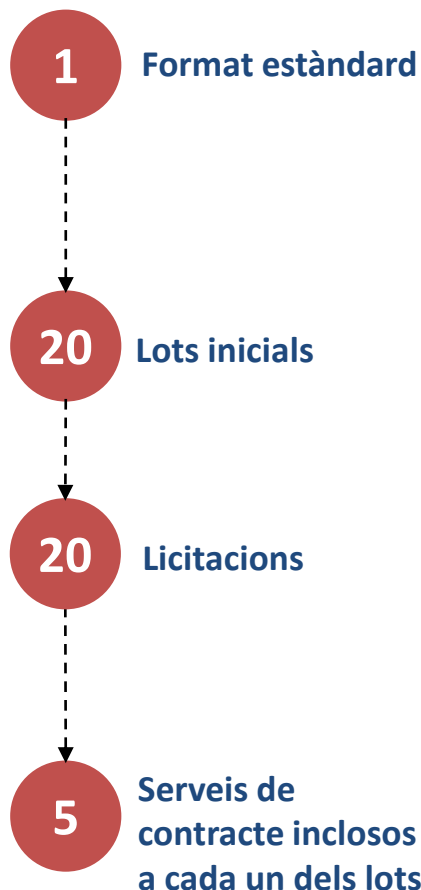 1
Format estàndard
20
Lots inicials
20
Licitacions
5
Serveis de
contracte inclosos
a cada un dels lots